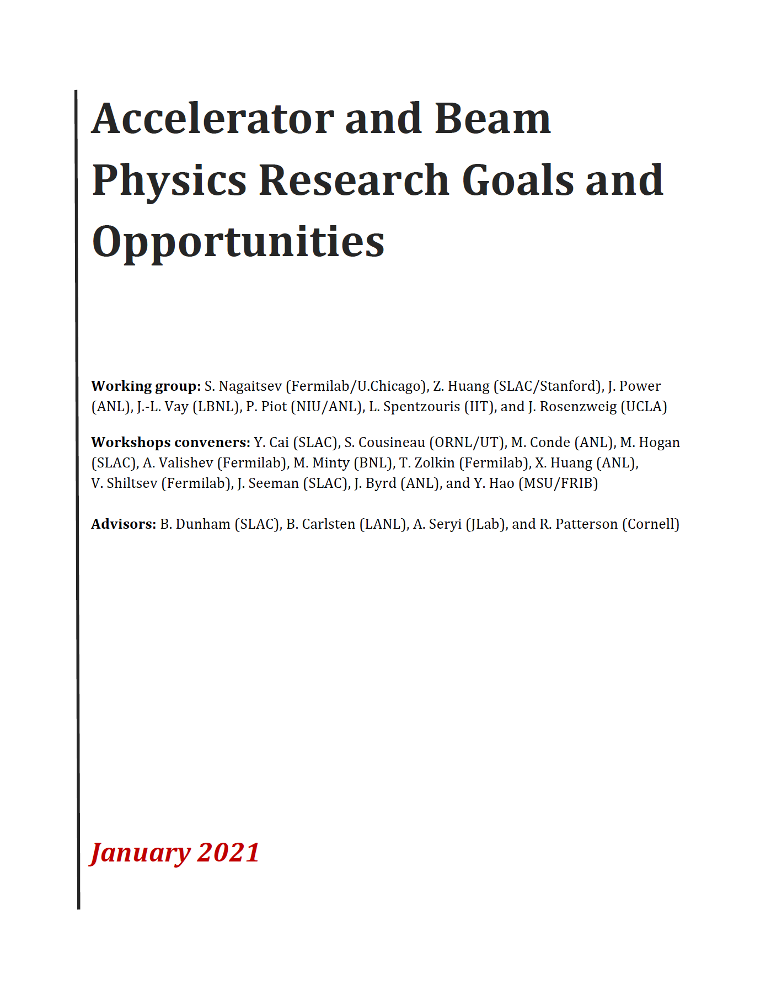 Accelerator and Beam
Physics Research Goals and
Opportunities
Working group: S. Nagaitsev (Fermilab/U.Chicago), Z. Huang (SLAC/Stanford), J. Power
(ANL), J.-L. Vay (LBNL), P. Piot (NIU/ANL), L. Spentzouris (IIT), and J. Rosenzweig (UCLA)
Workshops conveners: Y. Cai (SLAC), S. Cousineau (ORNL/UT), M. Conde (ANL), M. Hogan
(SLAC), A. Valishev (Fermilab), M. Minty (BNL), T. Zolkin (Fermilab), X. Huang (ANL),
V. Shiltsev (Fermilab), J. Seeman (SLAC), J. Byrd (ANL), and Y. Hao (MSU/FRIB)
Advisors: B. Dunham (SLAC), B. Carlsten (LANL), A. Seryi (JLab), and R. Patterson (Cornell)
January 2021